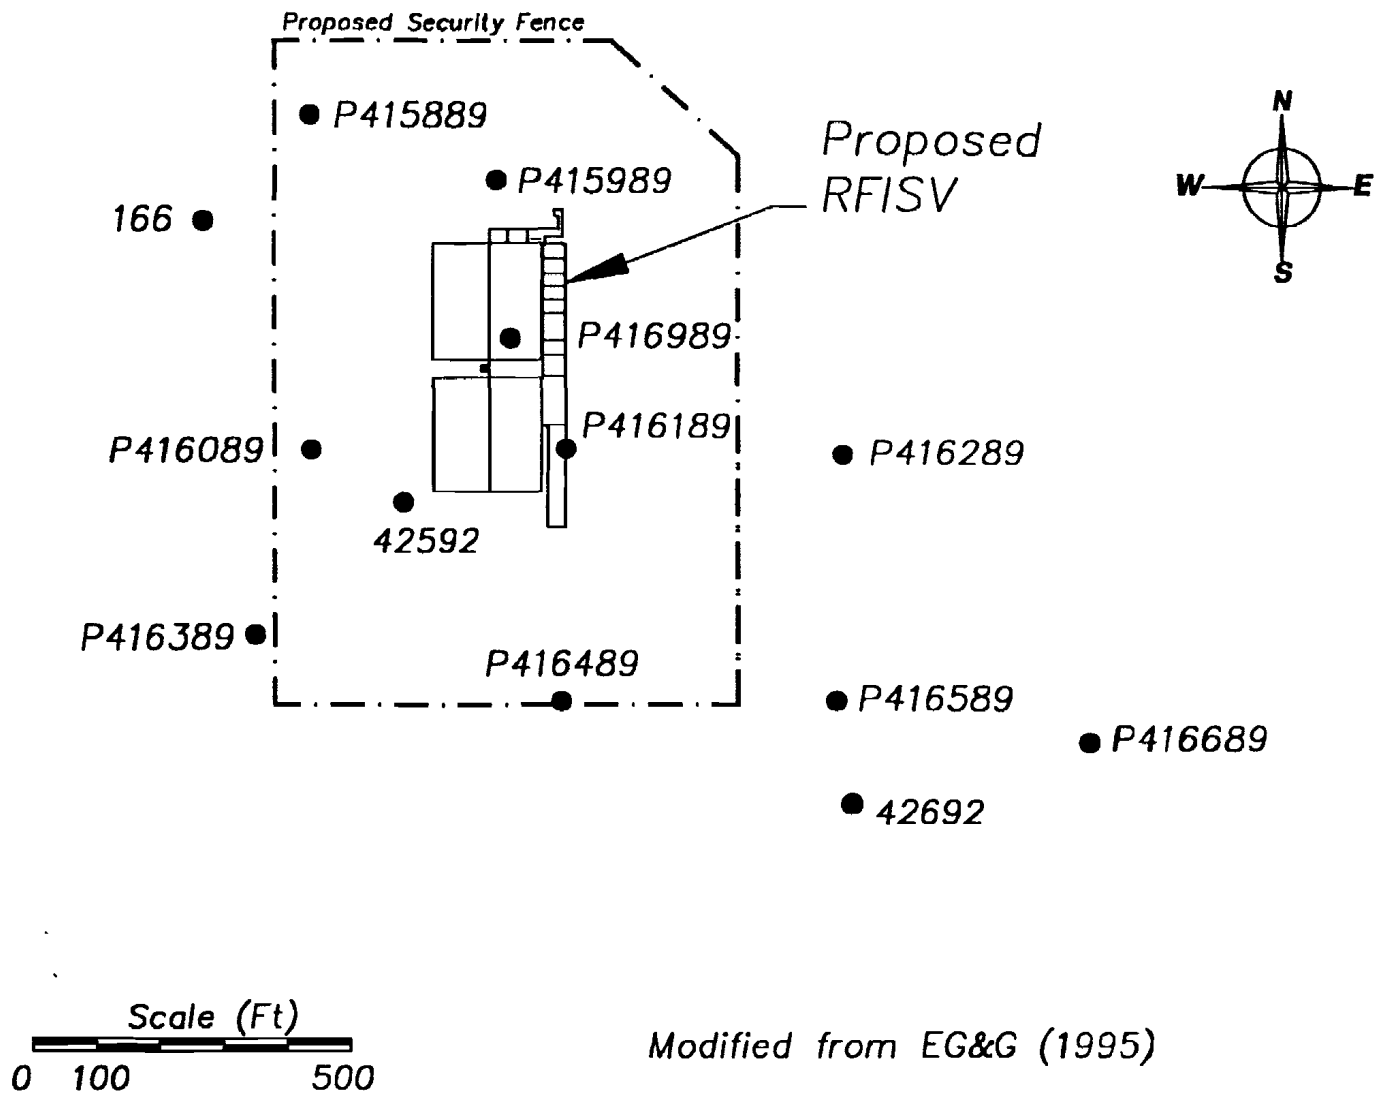 Proposed Security Fence
P415889
Proposed
RFISV
N
W
E
S
P415989
166
P416989
P416189
P416089
P416289
42592
P416389
P416489
P416589
P416689
42692
Scale (Ft)
0 100 500
Modified from EG&G (1995)